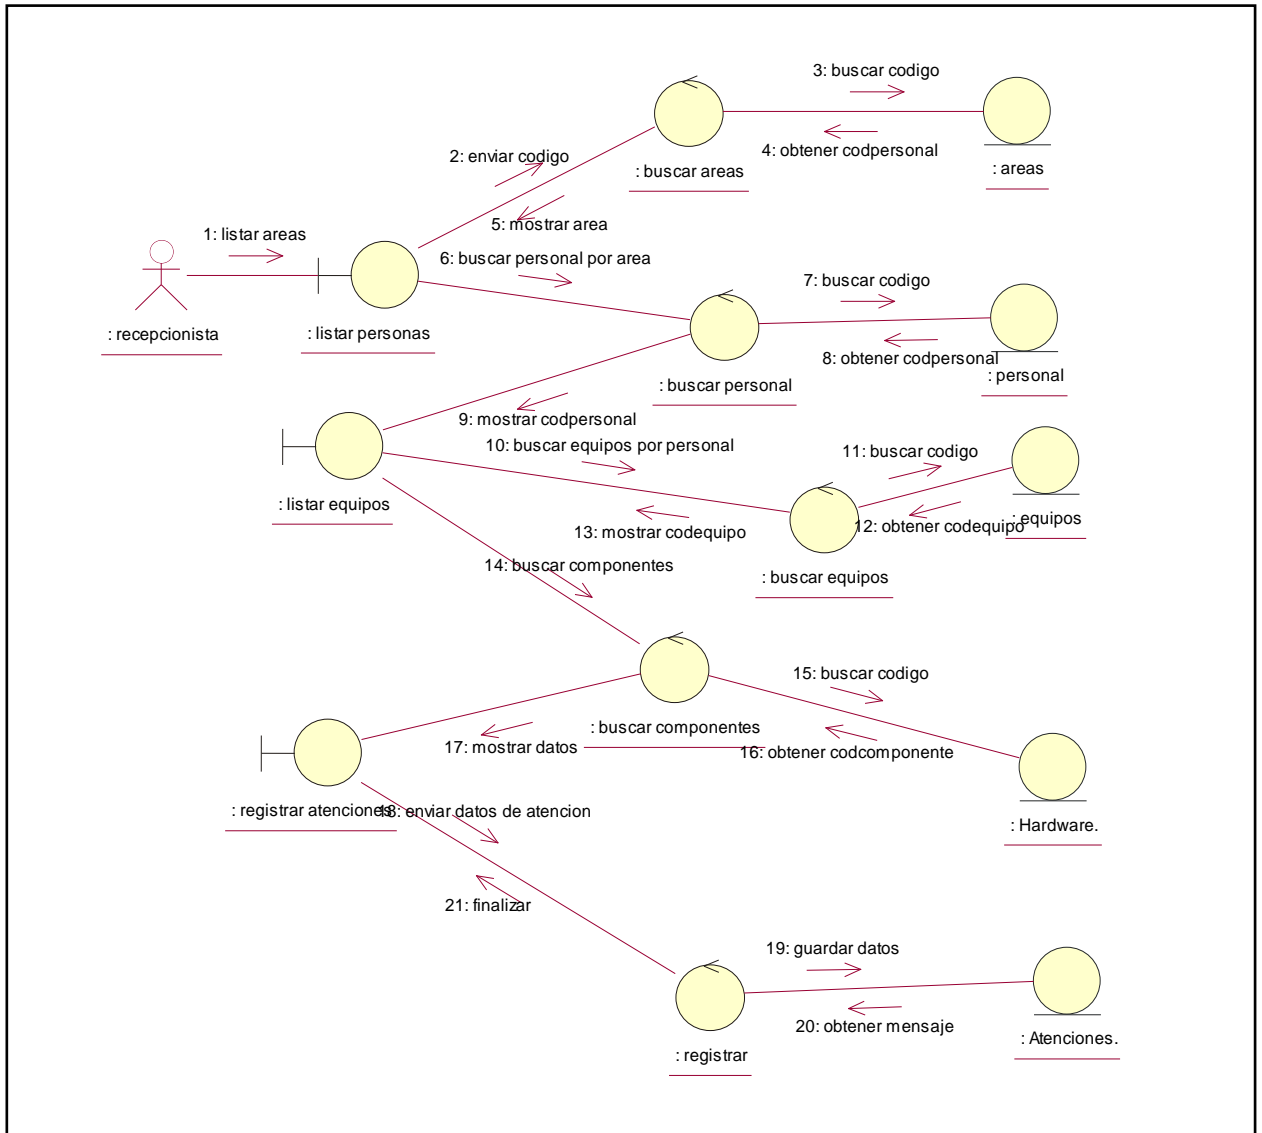 3: buscar codigo
2: enviar codigo
4: obtener codpersonal
: buscar areas
: areas
5: mostrar area
1: listar areas
6: buscar personal por area
7: buscar codigo
: recepcionista
: listar personas
8: obtener codpersonal
: buscar personal
: personal
9: mostrar codpersonal
10: buscar equipos por personal
11: buscar codigo
: listar equipos
13: mostrar codequipo
12: obtener codequipo
: equipos
14: buscar componentes
: buscar equipos
15: buscar codigo
: buscar componentes
17: mostrar datos
16: obtener codcomponente
: registrar atenciones
18: enviar datos de atencion
: Hardware.
21: finalizar
19: guardar datos
20: obtener mensaje
: registrar
: Atenciones.